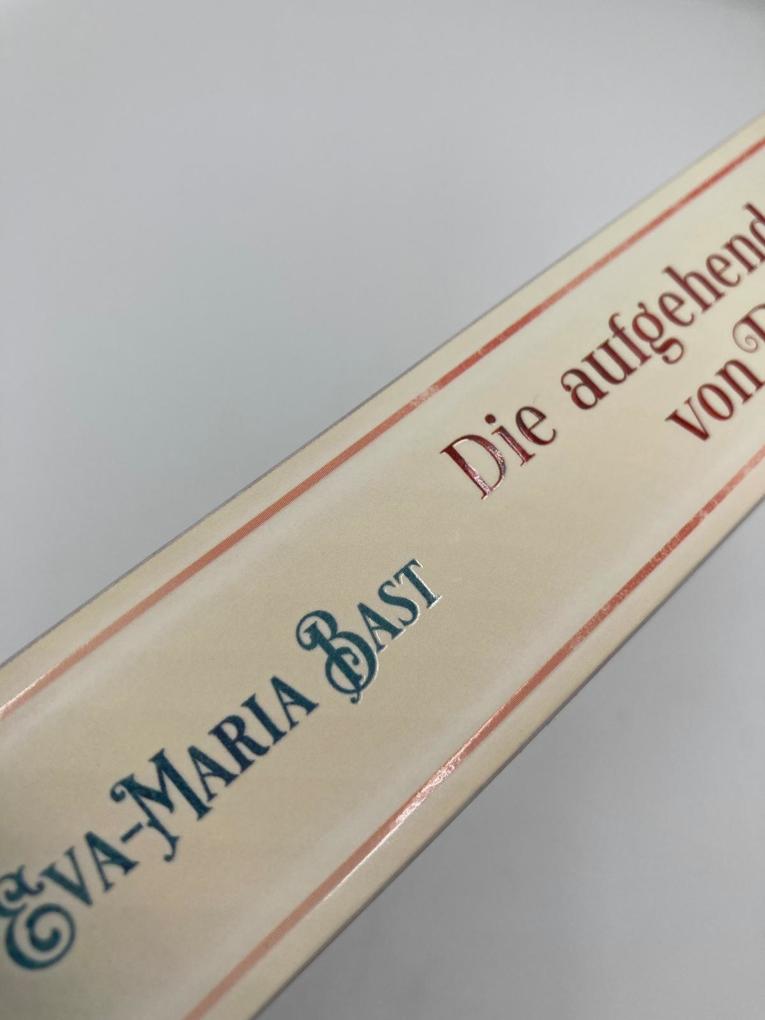 EVA-MARIA BAST
Die aufgehend
von